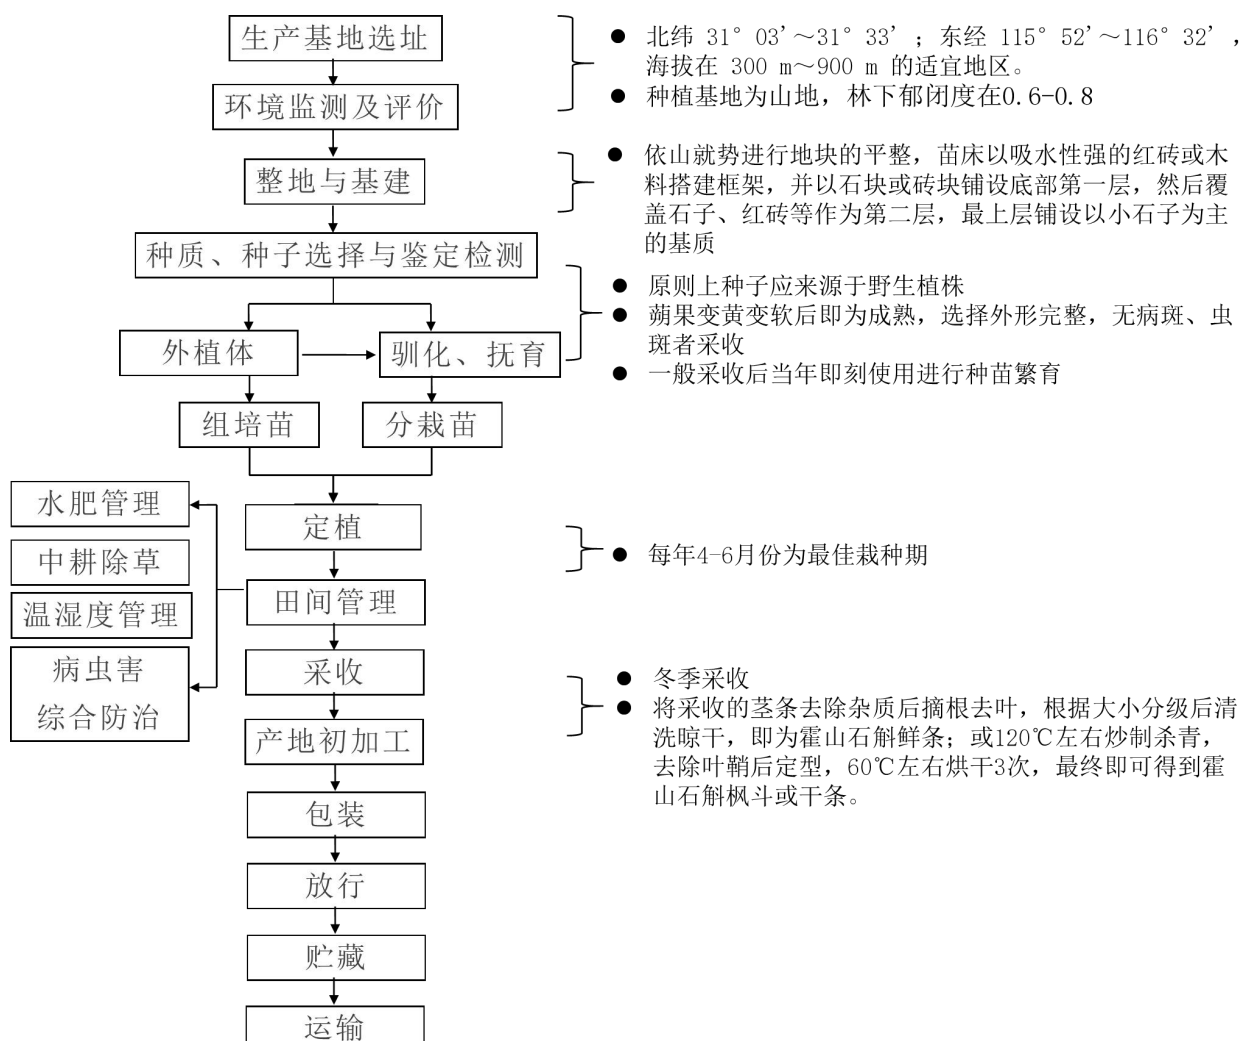 生产基地选址
环境监测及评价
整地与基建
种质、种子选择与鉴定检测
外植体
驯化、抚育
组培苗
分栽苗
定植
田间管理
水肥管理
中耕除草
温湿度管理
病虫害
综合防治
采收
产地初加工
包装
放行
贮藏
运输
● 北纬 31° 03'～31° 33' ；东经 115° 52'～116° 32' ，
海拔在 300 m～900 m 的适宜地区。
● 种植基地为山地，林下郁闭度在0.6-0.8
● 依山就势进行地块的平整，苗床以吸水性强的红砖或木
料搭建框架，并以石块或砖块铺设底部第一层，然后覆
盖石子、红砖等作为第二层，最上层铺设以小石子为主
的基质
● 原则上种子应来源于野生植株
● 蒴果变黄变软后即为成熟，选择外形完整，无病斑、虫
斑者采收
● 一般采收后当年即刻使用进行种苗繁育
● 每年4-6月份为最佳栽种期
● 冬季采收
● 将采收的茎条去除杂质后摘根去叶，根据大小分级后清
洗晾干，即为霍山石斛鲜条；或120℃左右炒制杀青，
去除叶鞘后定型，60℃左右烘干3次，最终即可得到霍
山石斛枫斗或干条。